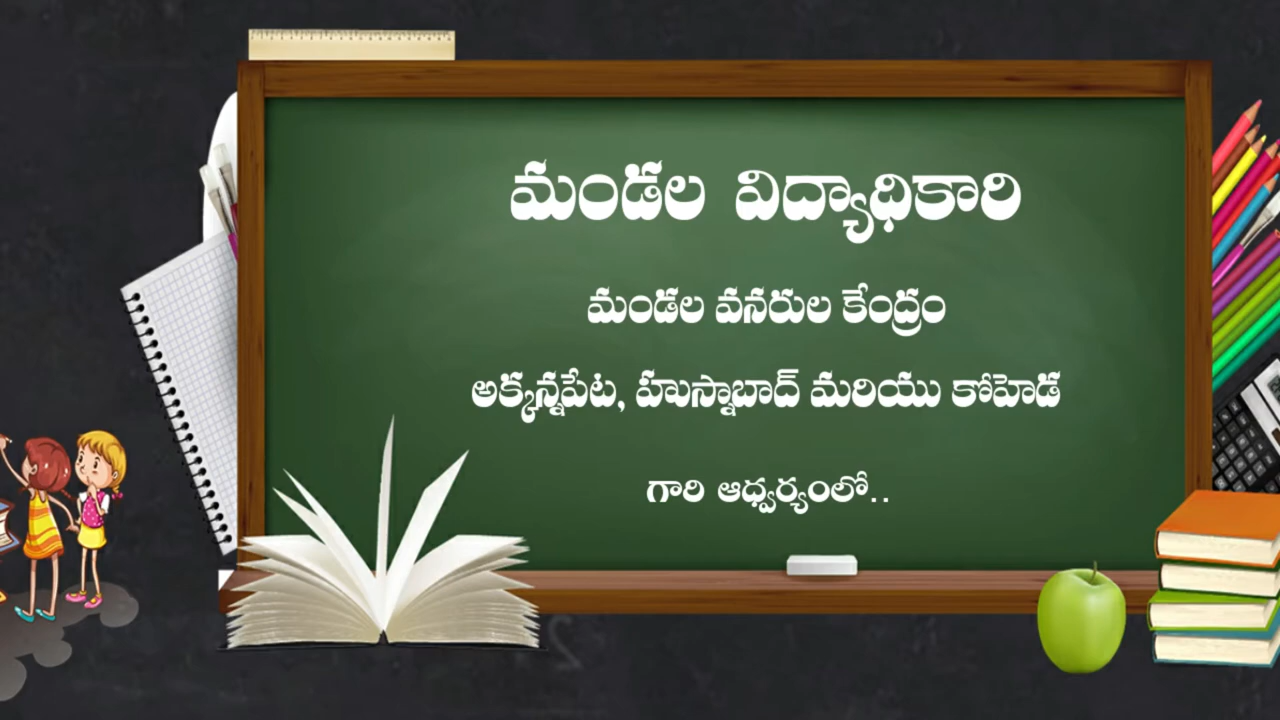 మండల విద్యాధికారి
మండల వనరుల కేంద్రం
అక్కన్నపేట, హుస్నాబాద్ మరియు కోహెడ
గారి ఆధ్వర్యంలో..